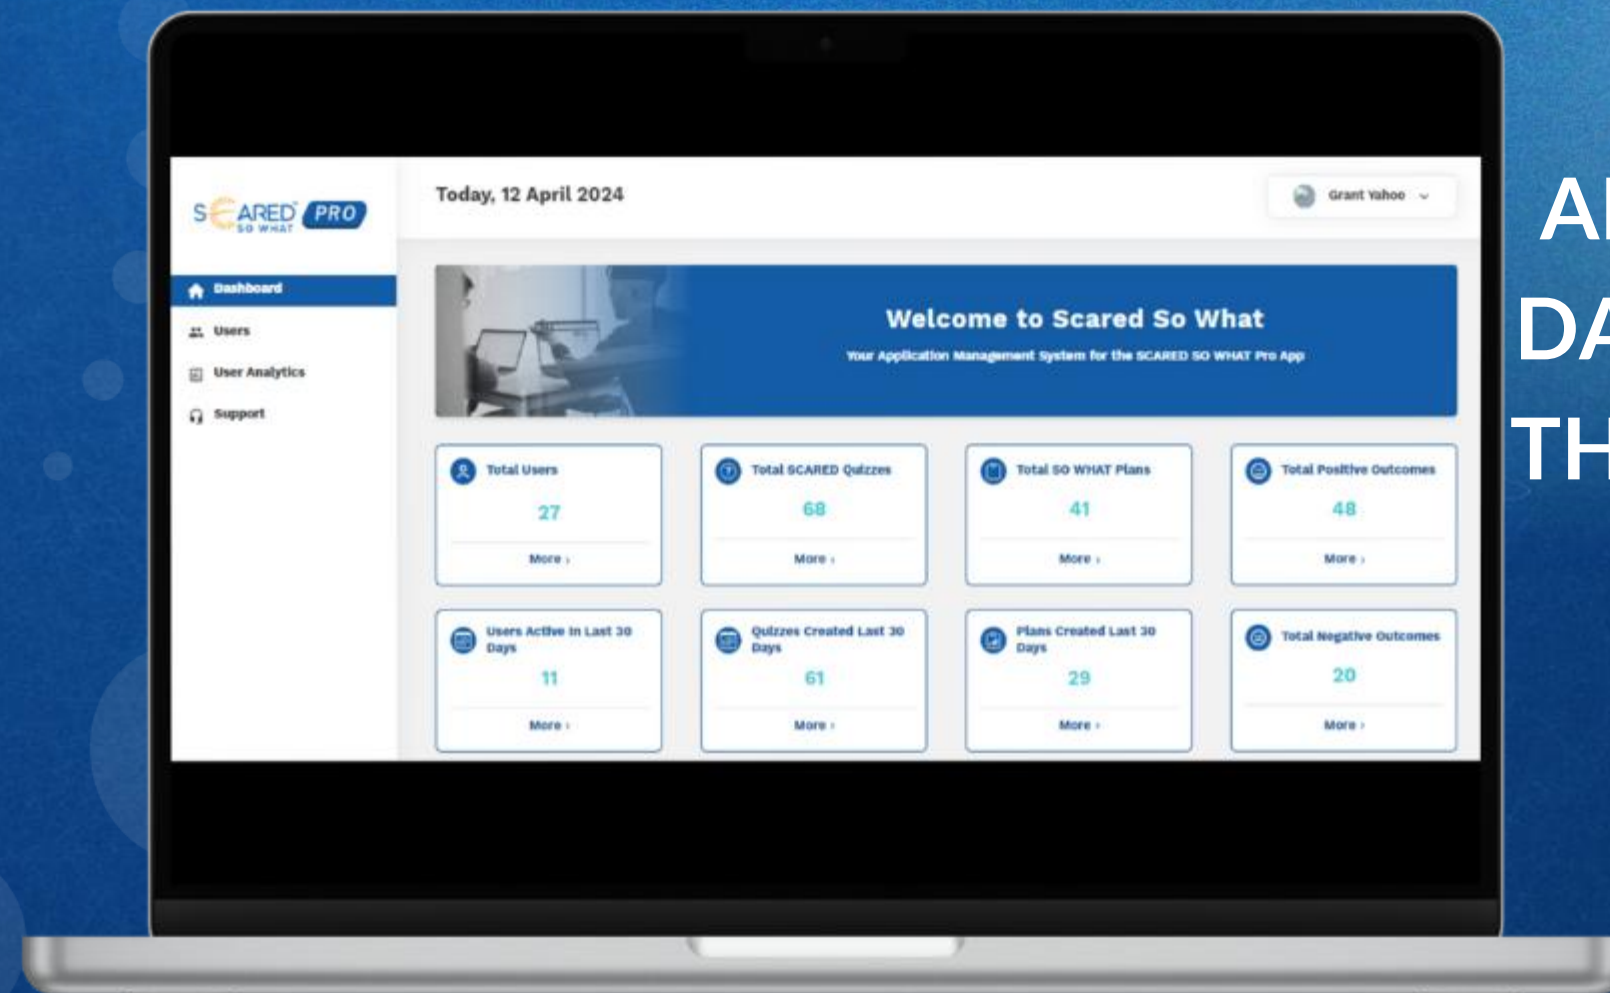 SCARED PRO
SO WHAT
Today, 12 April 2024
Grant Yahoo
Dashboard
Users
User Analytics
Support
Welcome to Scared So What
Your Application Management System for the SCARED SO WHAT Pro App
Total Users
27
More ›
Total SCARED Quizzes
68
More ›
Total SO WHAT Plans
41
More ›
Total Positive Outcomes
48
More ›
Users Active In Last 30
Days
11
More ›
Quizzes Created Last 30
Days
61
More ›
Plans Created Last 30
Days
29
More ›
Total Negative Outcomes
20
More ›
DA
TH